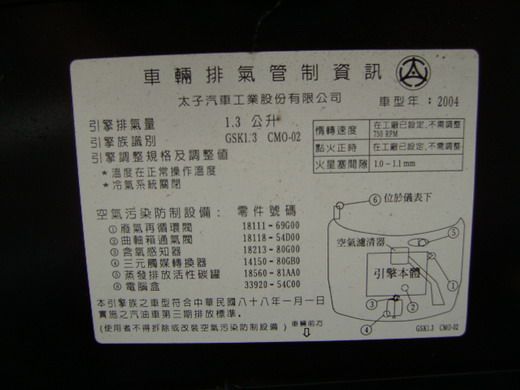 車輛排氣管制資訊
太子汽車工業股份有限公司 車型年：2004
引擎排氣量 1.3 公升
引擎族識別 GSK1.3 CMO-02
引擎調整規格及調整值
＊溫度在正常操作溫度
＊冷氣系統關閉
惰轉速度 在工廠已設定,不需調整 750 RPM
點火正時 在工廠已設定,不需調整
火星塞間隙 1.0-1.1mm
空氣污染防制設備： 零件號碼
①廢氣再循環閥 18111-69G00
②曲軸箱通氣閥 18118-54D00
③含氧感知器 18213-80G00
④三元觸媒轉換器 14150-80GB0
⑤蒸發排放活性碳罐 18560-81AA0
⑥電腦盒 33920-54C00
⑥位於儀表下
空氣濾清器
⑤
引擎本體
①
③
②
④
本引擎族之車型符合中華民國八十八年一月一日
實施之汽油車第三期排放標準。
(使用者不得拆除或改裝空氣污染防制設備) 車輛前方
GSK1.3 CMO-02